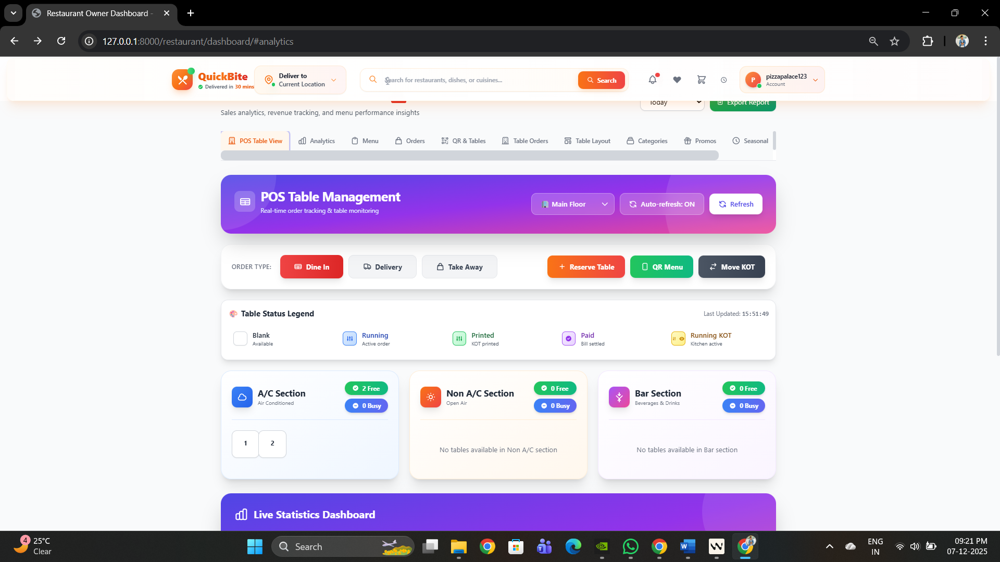 Restaurant Owner Dashboard -
127.0.0.1:8000/restaurant/dashboard/#analytics
QuickBite
Delivered in 30 mins
Deliver to
Current Location
Search for restaurants, dishes, or cuisines...
Search
P
pizzapalace123
Account
Today
Export Report
Sales analytics, revenue tracking, and menu performance insights
POS Table View
Analytics
Menu
Orders
QR & Tables
Table Orders
Table Layout
Categories
Promos
Seasonal
POS Table Management
Real-time order tracking & table monitoring
Main Floor
Auto-refresh: ON
Refresh
ORDER TYPE:
Dine In
Delivery
Take Away
Reserve Table
QR Menu
Move KOT
Table Status Legend
Last Updated: 15:51:49
Blank
Available
Running
Active order
Printed
KOT printed
Paid
Bill settled
Running KOT
Kitchen active
A/C Section
Air Conditioned
2 Free
0 Busy
1
2
Non A/C Section
Open Air
0 Free
0 Busy
No tables available in Non A/C section
Bar Section
Beverages & Drinks
0 Free
0 Busy
No tables available in Bar section
Live Statistics Dashboard
4
25°C
Clear
Search
ENG
IN
09:21 PM
07-12-2025